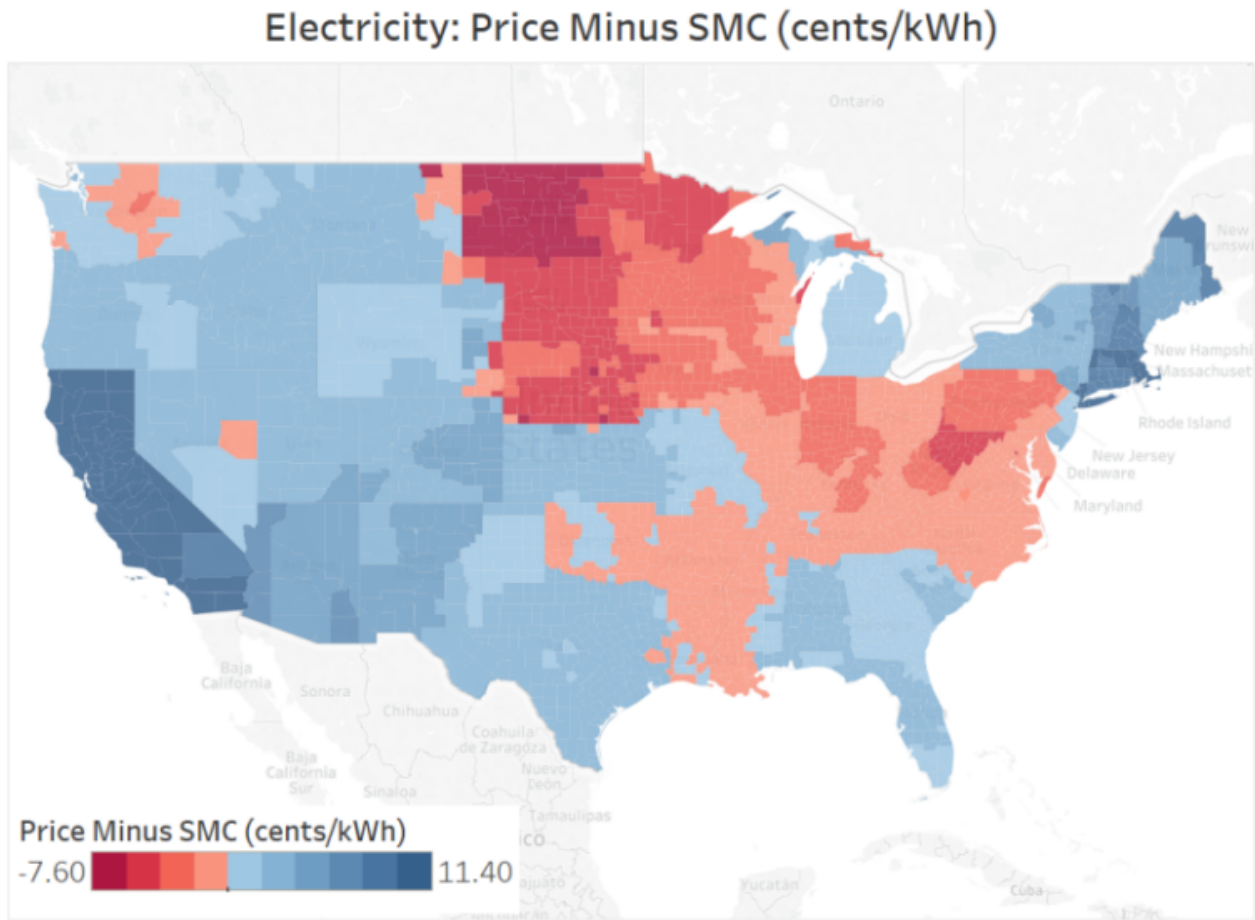 Electricity: Price Minus SMC (cents/kWh)
Ontario
New
States
New Hampshi
Massachuset
Rhode Island
New Jersey
Delaware
Maryland
Baja
California
Sonora
Chihuahua
Coahuila
de Zaragoza
Baja
California
Sur
Nuevo
León
Sinaloa
Tamaulipas
Price Minus SMC (cents/kWh)
-7.60
11.40
Yucatán
Cuba